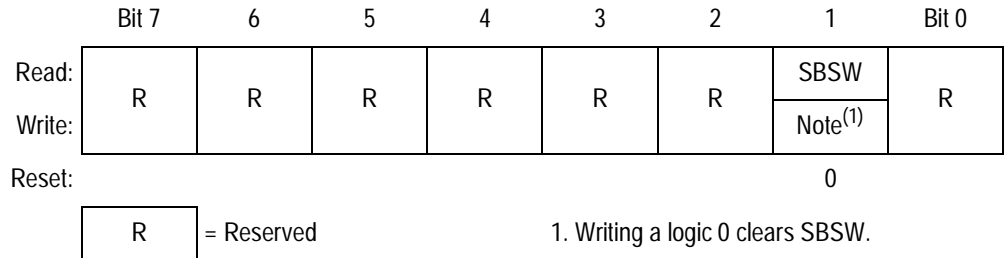 Bit 7 6 5 4 3 2 1 Bit 0
Read: R R R R R R SBSW R
Write: Note(1)
Reset: 0
R = Reserved 1. Writing a logic 0 clears SBSW.